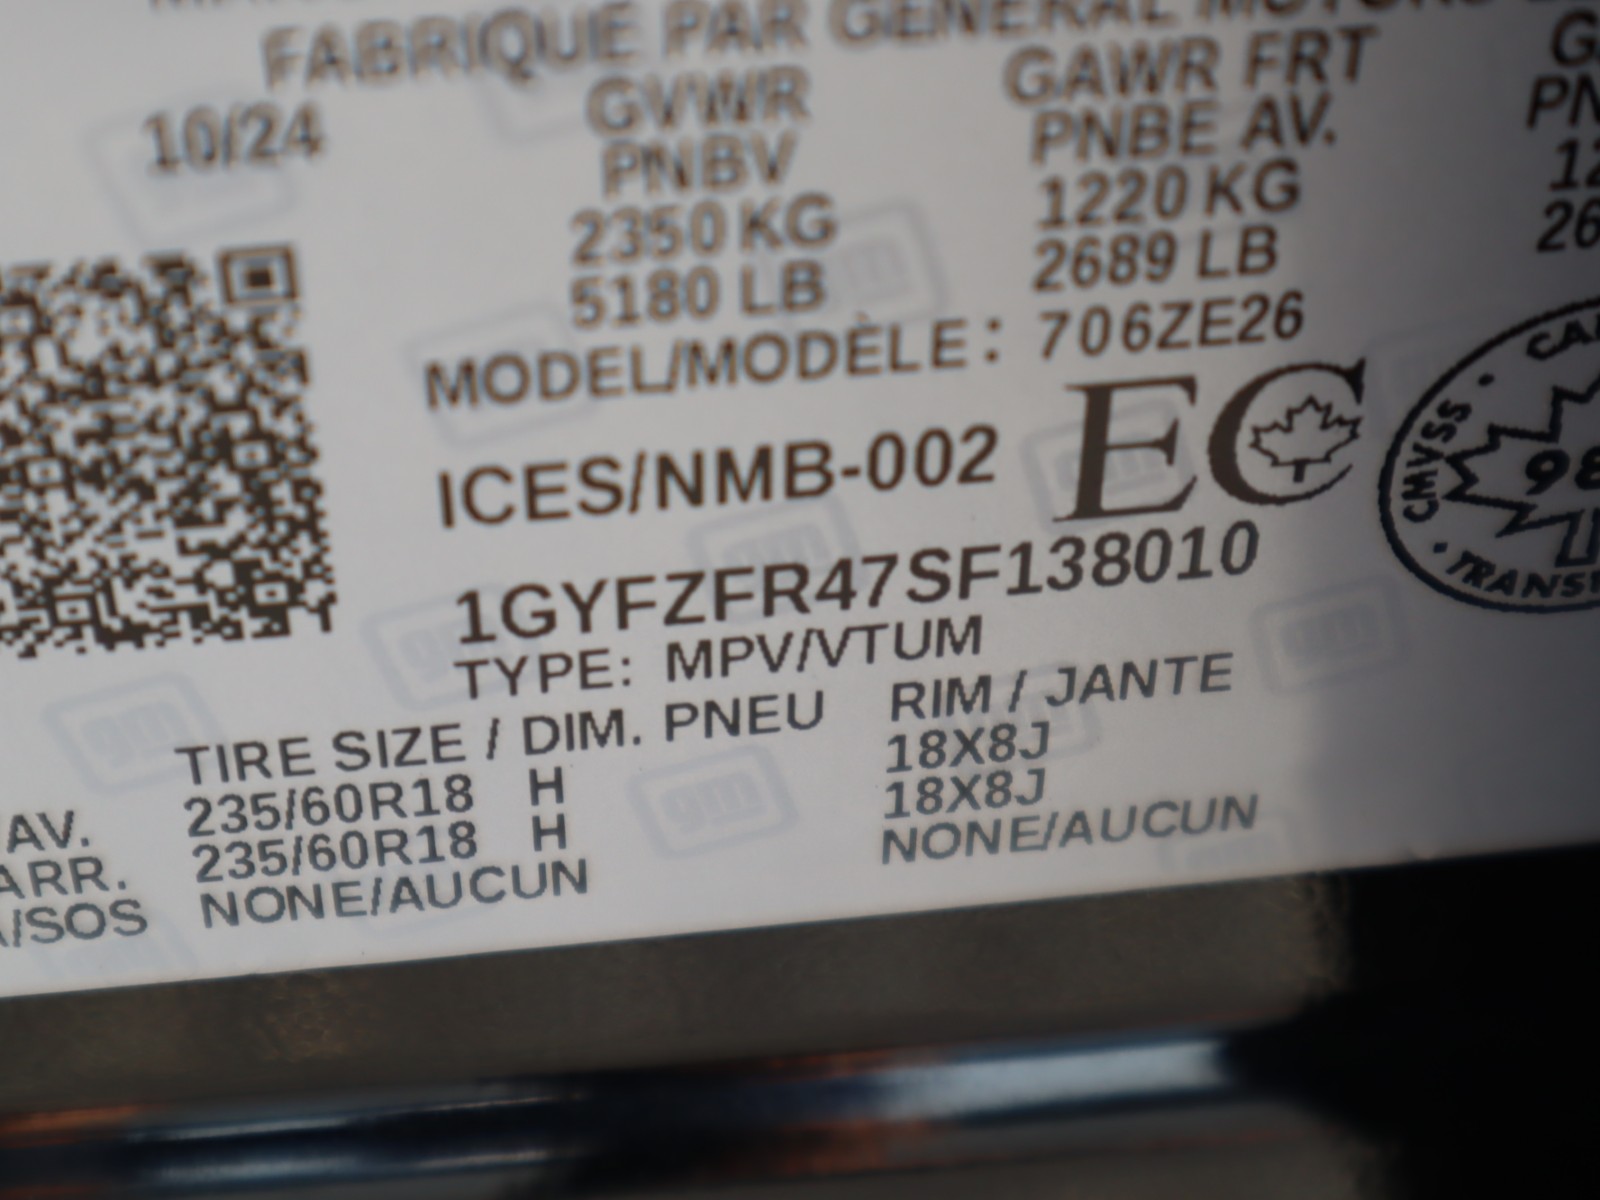 FABRIQUE PAR GENERAL MOTORS
10/24
GVWR
PNBV
2350 KG
5180 LB
GAWR FRT
PNBE AV.
1220 KG
2689 LB
MODEL/MODÈLE: 706ZE26
ICES/NMB-002
EC
CMVSS
1GYFZFR47SF138010
TYPE: MPV/VTUM
TIRE SIZE / DIM. PNEU RIM / JANTE
AV. 235/60R18 H 18X8J
ARR. 235/60R18 H 18X8J
/SOS NONE/AUCUN NONE/AUCUN
gm